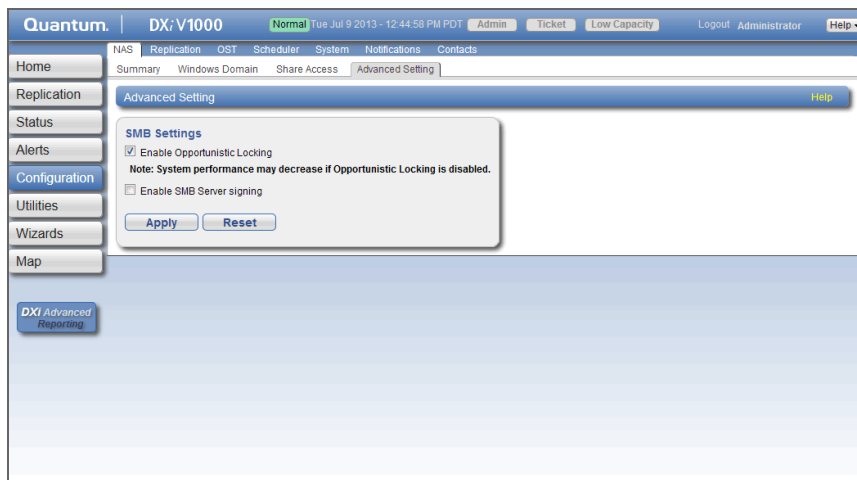 Quantum. DXi V1000 Normal Tue Jul 9 2013 - 12:44:58 PM PDT Admin Ticket Low Capacity Logout Administrator Help
NAS Replication OST Scheduler System Notifications Contacts
Summary Windows Domain Share Access Advanced Setting
Home
Replication
Status
Alerts
Configuration
Utilities
Wizards
Map
DXi Advanced
Reporting
Advanced Setting Help
SMB Settings
Enable Opportunistic Locking
Note: System performance may decrease if Opportunistic Locking is disabled.
Enable SMB Server signing
Apply Reset